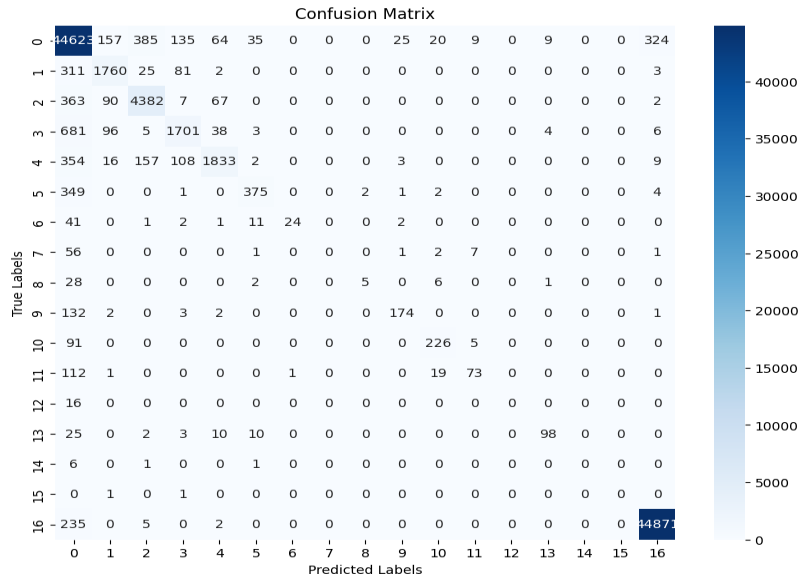 Confusion Matrix
0 44623 157 385 135 64 35 0 0 0 25 20 9 0 9 0 0 324
1 311 1760 25 81 2 0 0 0 0 0 0 0 0 0 0 0 3
2 363 90 4382 7 67 0 0 0 0 0 0 0 0 0 0 0 2
3 681 96 5 1701 38 3 0 0 0 0 0 0 0 4 0 0 6
4 354 16 157 108 1833 2 0 0 0 3 0 0 0 0 0 0 9
5 349 0 0 1 0 375 0 0 2 1 2 0 0 0 0 0 4
6 41 0 1 2 1 11 24 0 0 2 0 0 0 0 0 0 0
7 56 0 0 0 0 1 0 0 0 1 2 7 0 0 0 0 1
8 28 0 0 0 0 2 0 0 5 0 6 0 0 1 0 0 0
9 132 2 0 3 2 0 0 0 0 174 0 0 0 0 0 0 1
10 91 0 0 0 0 0 0 0 0 0 226 5 0 0 0 0 0
11 112 1 0 0 0 0 1 0 0 0 19 73 0 0 0 0 0
12 16 0 0 0 0 0 0 0 0 0 0 0 0 0 0 0 0
13 25 0 2 3 10 10 0 0 0 0 0 0 0 98 0 0 0
14 6 0 1 0 0 1 0 0 0 0 0 0 0 0 0 0 0
15 0 1 0 1 0 0 0 0 0 0 0 0 0 0 0 0 0
16 235 0 5 0 2 0 0 0 0 0 0 0 0 0 0 0 44871
0 1 2 3 4 5 6 7 8 9 10 11 12 13 14 15 16
Predicted Labels
True Labels
40000
35000
30000
25000
20000
15000
10000
5000
0